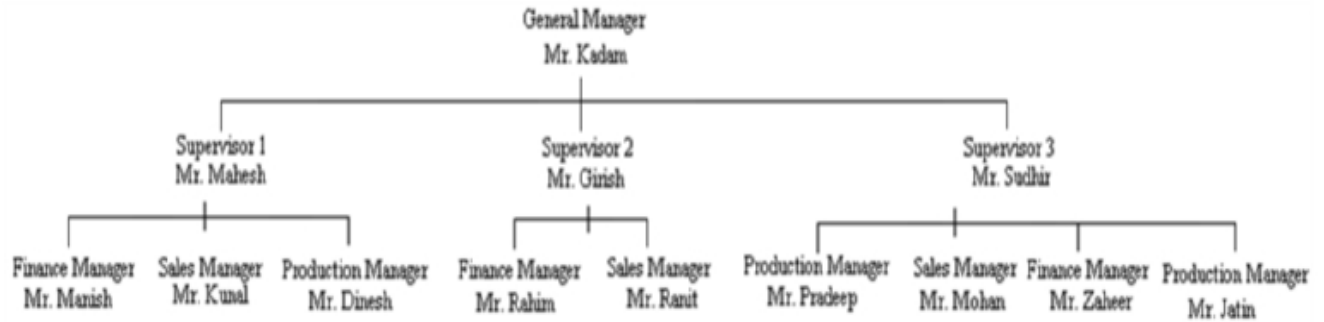 General Manager
Mr. Kadam
Supervisor 1
Mr. Mahesh
Supervisor 2
Mr. Girish
Supervisor 3
Mr. Sudhir
Finance Manager
Mr. Manish
Sales Manager
Mr. Kunal
Production Manager
Mr. Dinesh
Finance Manager
Mr. Rahim
Sales Manager
Mr. Ranit
Production Manager
Mr. Pradeep
Sales Manager
Mr. Mohan
Finance Manager
Mr. Zaheer
Production Manager
Mr. Jatin